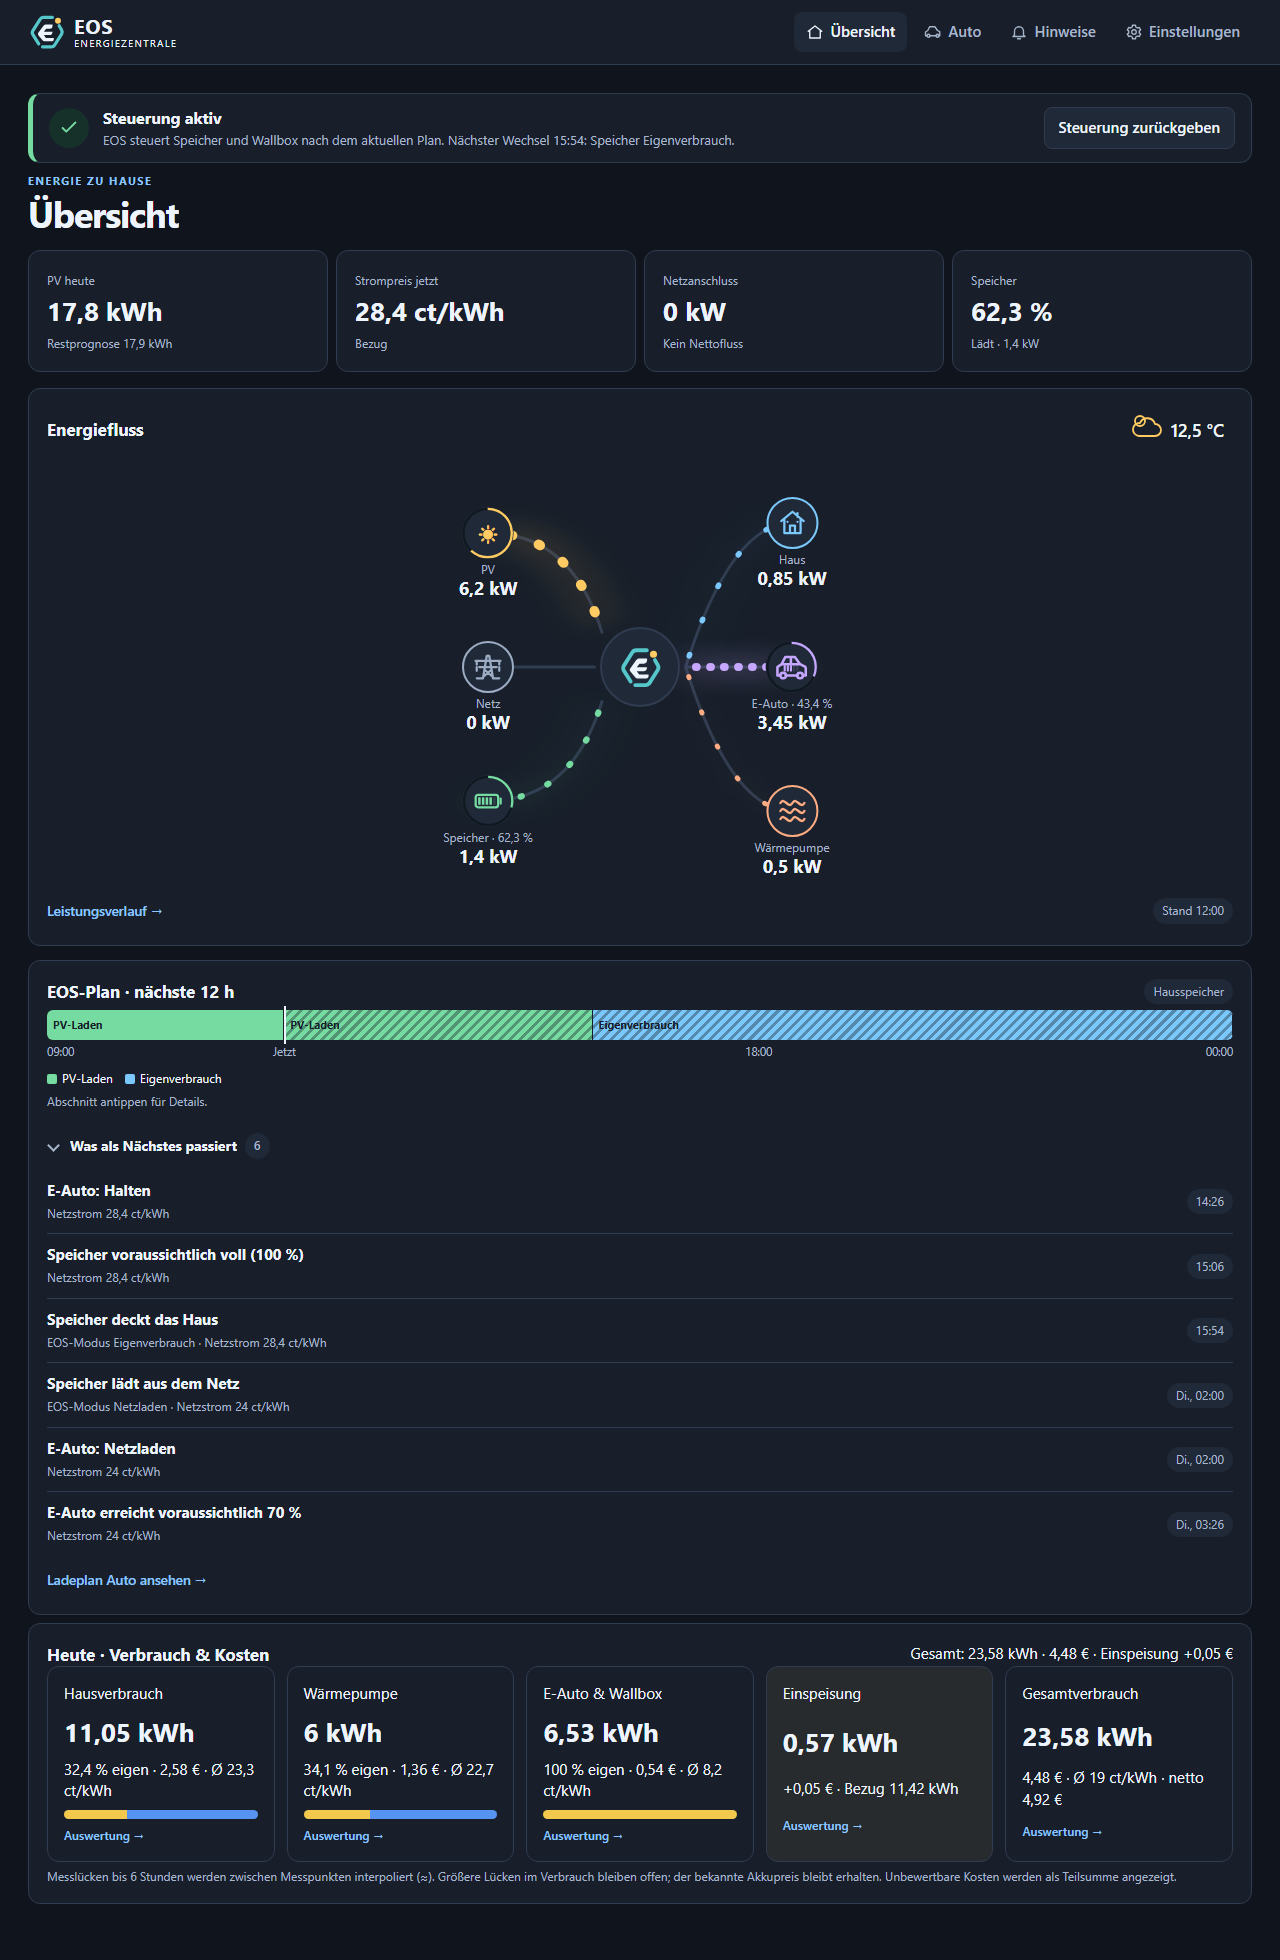 EOS
ENERGIEZENTRALE
Übersicht
Auto
Hinweise
Einstellungen
Steuerung aktiv
EOS steuert Speicher und Wallbox nach dem aktuellen Plan. Nächster Wechsel 15:54: Speicher Eigenverbrauch.
Steuerung zurückgeben
ENERGIE ZU HAUSE
Übersicht
PV heute
17,8 kWh
Restprognose 17,9 kWh
Strompreis jetzt
28,4 ct/kWh
Bezug
Netzanschluss
0 kW
Kein Nettofluss
Speicher
62,3 %
Lädt · 1,4 kW
Energiefluss
12,5 °C
PV
6,2 kW
Haus
0,85 kW
Netz
0 kW
E-Auto · 43,4 %
3,45 kW
Speicher · 62,3 %
1,4 kW
Wärmepumpe
0,5 kW
Leistungsverlauf →
Stand 12:00
EOS-Plan · nächste 12 h
Hausspeicher
PV-Laden
PV-Laden
Eigenverbrauch
09:00
Jetzt
18:00
00:00
PV-Laden
Eigenverbrauch
Abschnitt antippen für Details.
Was als Nächstes passiert 6
E-Auto: Halten
Netzstrom 28,4 ct/kWh
14:26
Speicher voraussichtlich voll (100 %)
Netzstrom 28,4 ct/kWh
15:06
Speicher deckt das Haus
EOS-Modus Eigenverbrauch · Netzstrom 28,4 ct/kWh
15:54
Speicher lädt aus dem Netz
EOS-Modus Netzladen · Netzstrom 24 ct/kWh
Di., 02:00
E-Auto: Netzladen
Netzstrom 24 ct/kWh
Di., 02:00
E-Auto erreicht voraussichtlich 70 %
Netzstrom 24 ct/kWh
Di., 03:26
Ladeplan Auto ansehen →
Heute · Verbrauch & Kosten
Gesamt: 23,58 kWh · 4,48 € · Einspeisung +0,05 €
Hausverbrauch
11,05 kWh
32,4 % eigen · 2,58 € · Ø 23,3
ct/kWh
Auswertung →
Wärmepumpe
6 kWh
34,1 % eigen · 1,36 € · Ø 22,7
ct/kWh
Auswertung →
E-Auto & Wallbox
6,53 kWh
100 % eigen · 0,54 € · Ø 8,2
ct/kWh
Auswertung →
Einspeisung
0,57 kWh
+0,05 € · Bezug 11,42 kWh
Auswertung →
Gesamtverbrauch
23,58 kWh
4,48 € · Ø 19 ct/kWh · netto
4,92 €
Auswertung →
Messlücken bis 6 Stunden werden zwischen Messpunkten interpoliert (≈). Größere Lücken im Verbrauch bleiben offen; der bekannte Akkupreis bleibt erhalten. Unbewertbare Kosten werden als Teilsumme angezeigt.